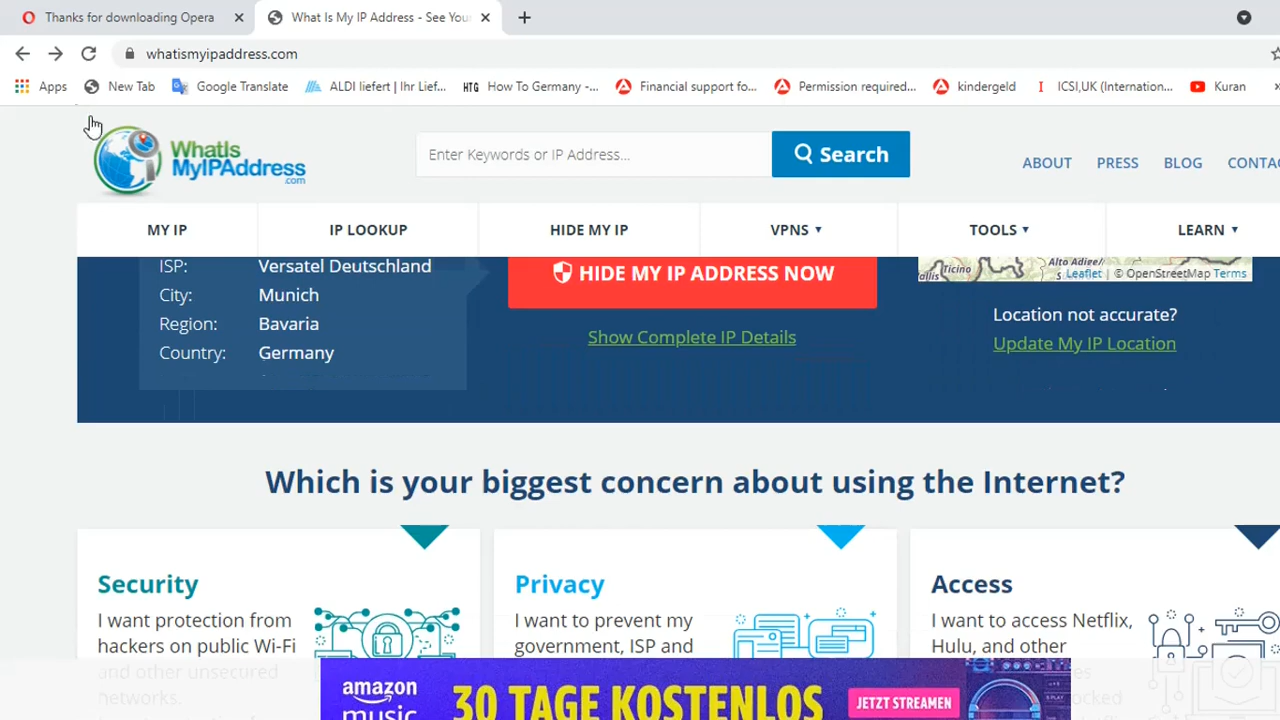 Thanks for downloading Opera
What Is My IP Address - See You
whatismyipaddress.com
Apps New Tab Google Translate ALDI liefert | Ihr Lief... HTG How To Germany -... Financial support fo... Permission required... kindergeld ICSI,UK (Internation... Kuran
WhatIs
MyIPAddress
.com
Enter Keywords or IP Address...
Search
ABOUT PRESS BLOG CONTAC
MY IP IP LOOKUP HIDE MY IP VPNS TOOLS LEARN
ISP: Versatel Deutschland
City: Munich
Region: Bavaria
Country: Germany
HIDE MY IP ADDRESS NOW
Show Complete IP Details
Ticino
Alto Adige/
Leaflet | © OpenStreetMap Terms
Location not accurate?
Update My IP Location
Which is your biggest concern about using the Internet?
Security
I want protection from
hackers on public Wi-Fi
and other unsecured
networks.
Privacy
I want to prevent my
government, ISP and
Access
I want to access Netflix,
Hulu, and other
amazon
music
30 TAGE KOSTENLOS
JETZT STREAMEN